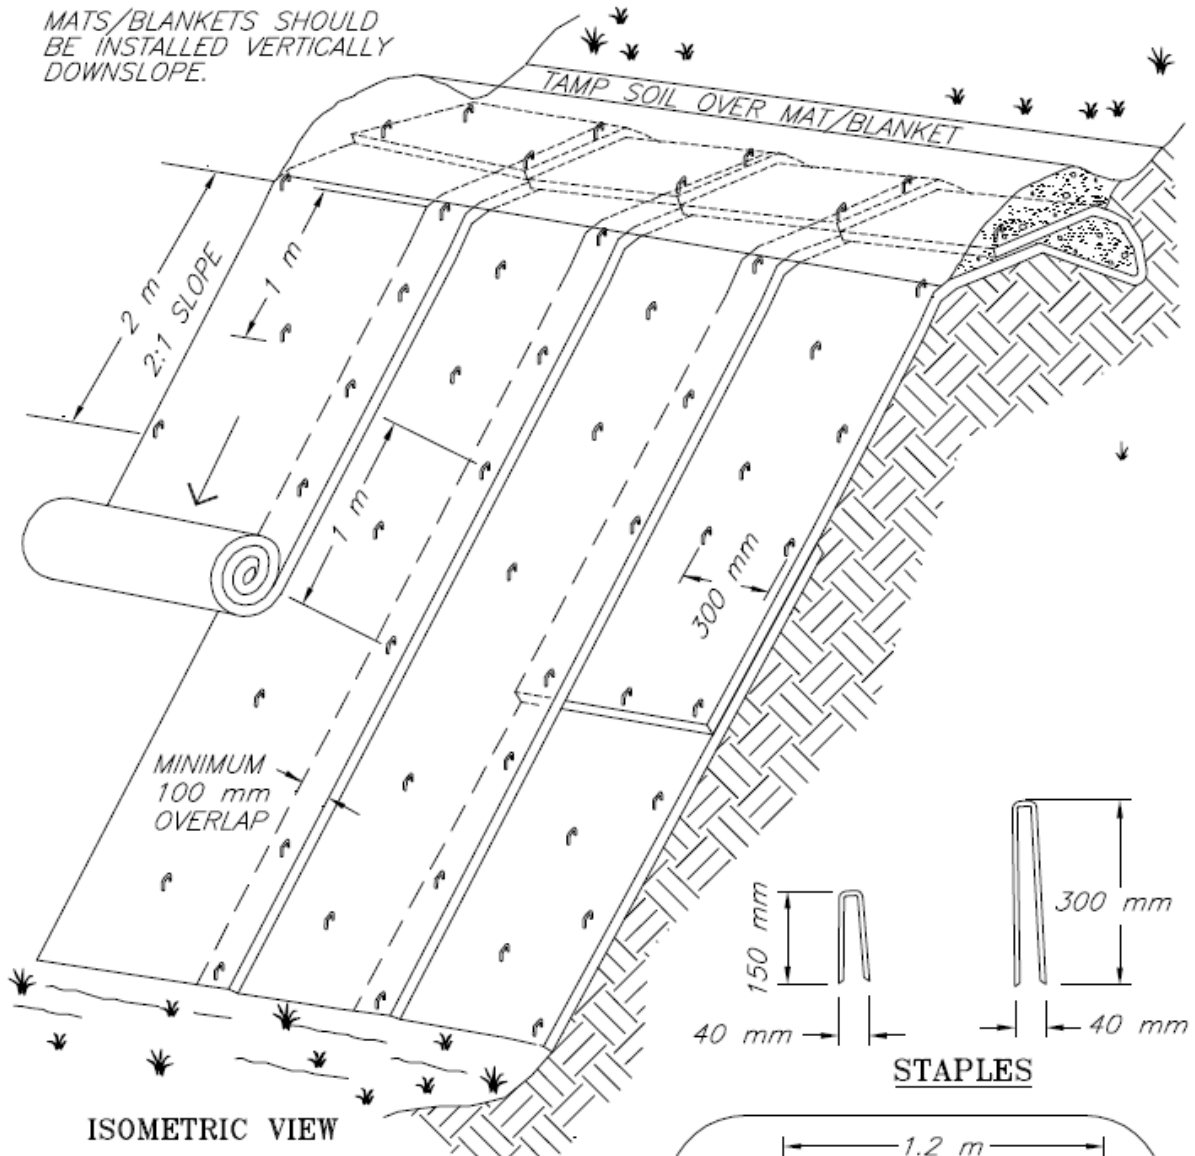 MATS/BLANKETS SHOULD
BE INSTALLED VERTICALLY
DOWNSLOPE.
TAMP SOIL OVER MAT/BLANKET
2 m
2:1 SLOPE
1 m
1 m
300 mm
MINIMUM
100 mm
OVERLAP
150 mm
300 mm
40 mm
40 mm
STAPLES
ISOMETRIC VIEW
1.2 m